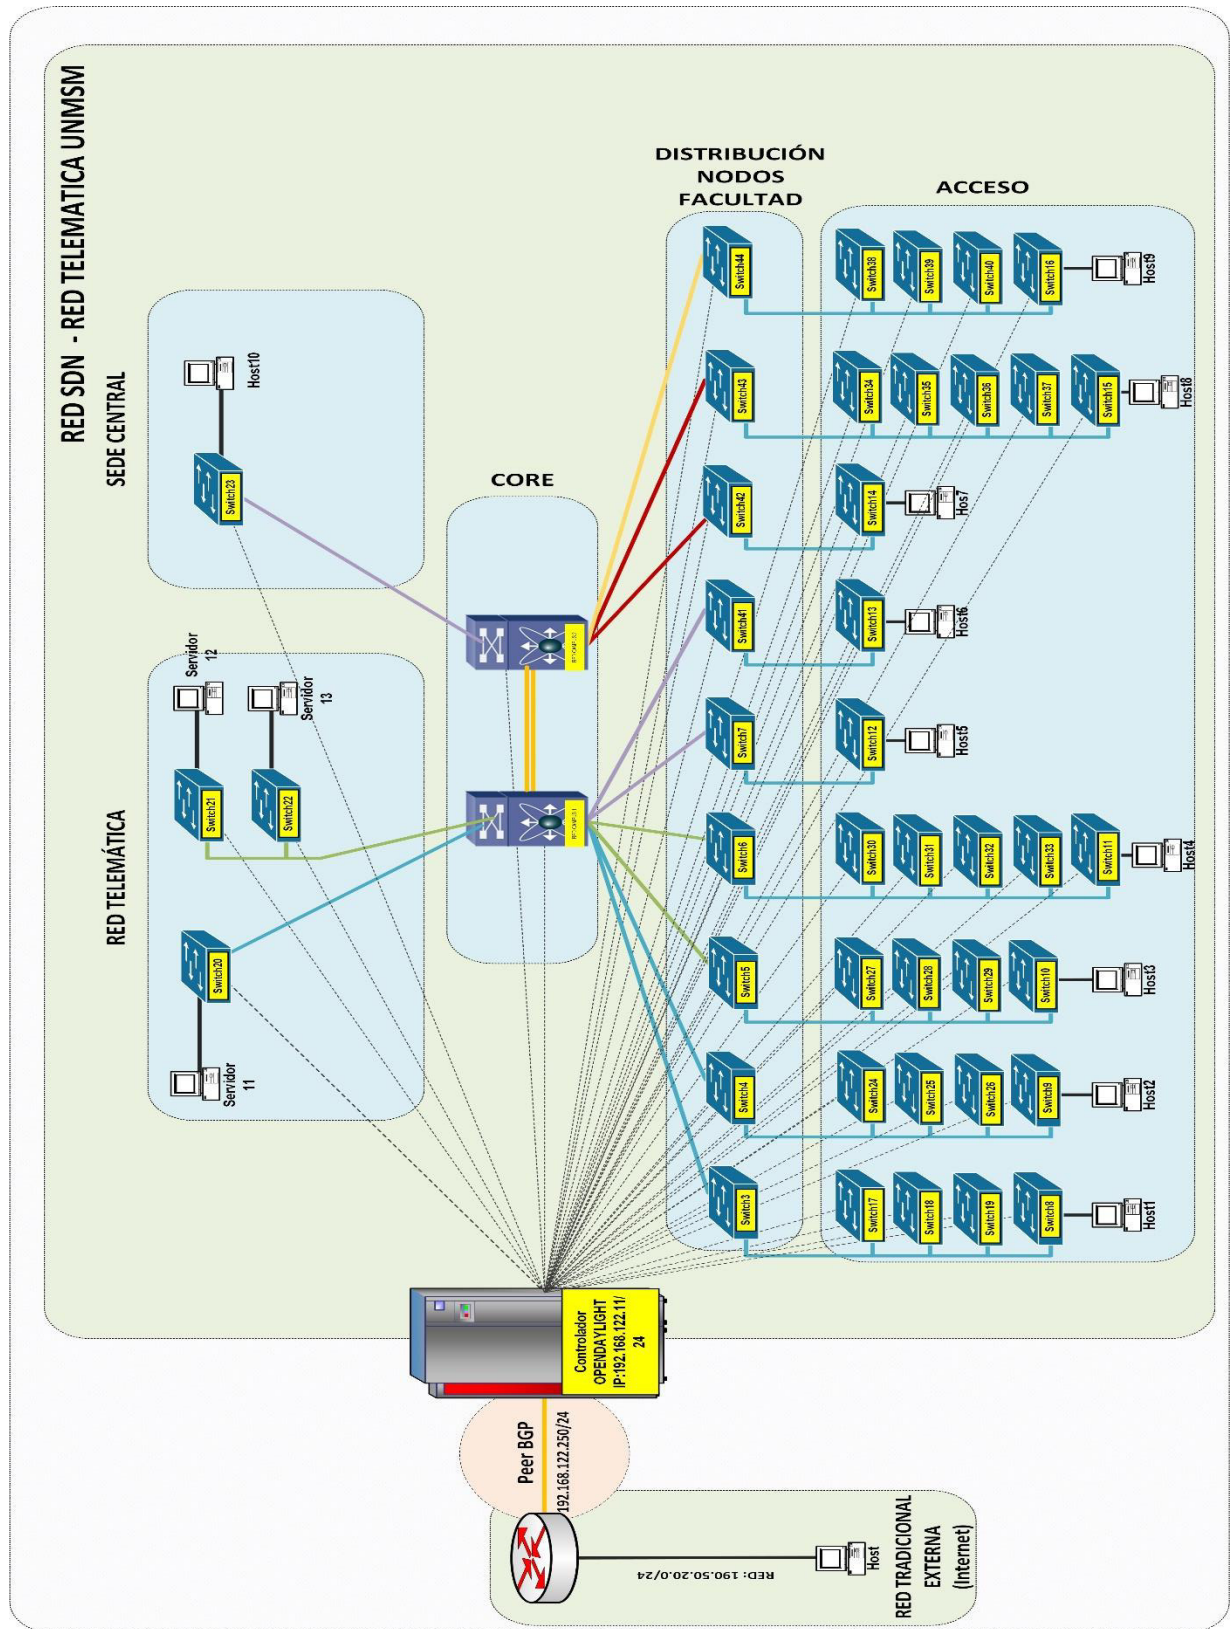 RED SDN - RED TELEMATICA UNMSM
SEDE CENTRAL
Host10
Switch23
RED TELEMÁTICA
Servidor
12
Servidor
13
Switch21
Switch22
Switch20
Servidor
11
CORE
DISTRIBUCIÓN
NODOS
FACULTAD
Switch44
Switch43
Switch42
Switch41
Switch7
Switch6
Switch5
Switch4
Switch3
ACCESO
Switch38
Switch39
Switch40
Switch16
Host9
Switch34
Switch35
Switch36
Switch37
Switch15
Host8
Switch14
Hos7
Switch13
Host6
Switch12
Host5
Switch30
Switch31
Switch32
Switch33
Switch11
Host4
Switch27
Switch28
Switch29
Switch10
Host3
Switch24
Switch25
Switch26
Switch9
Host2
Switch17
Switch18
Switch19
Switch8
Host1
Controlador
OPENDAYLIGHT
IP:192.168.122.11/
24
Peer BGP
192.168.122.250/24
RED: 190.50.20.0/24
Host
RED TRADICIONAL
EXTERNA
(Internet)